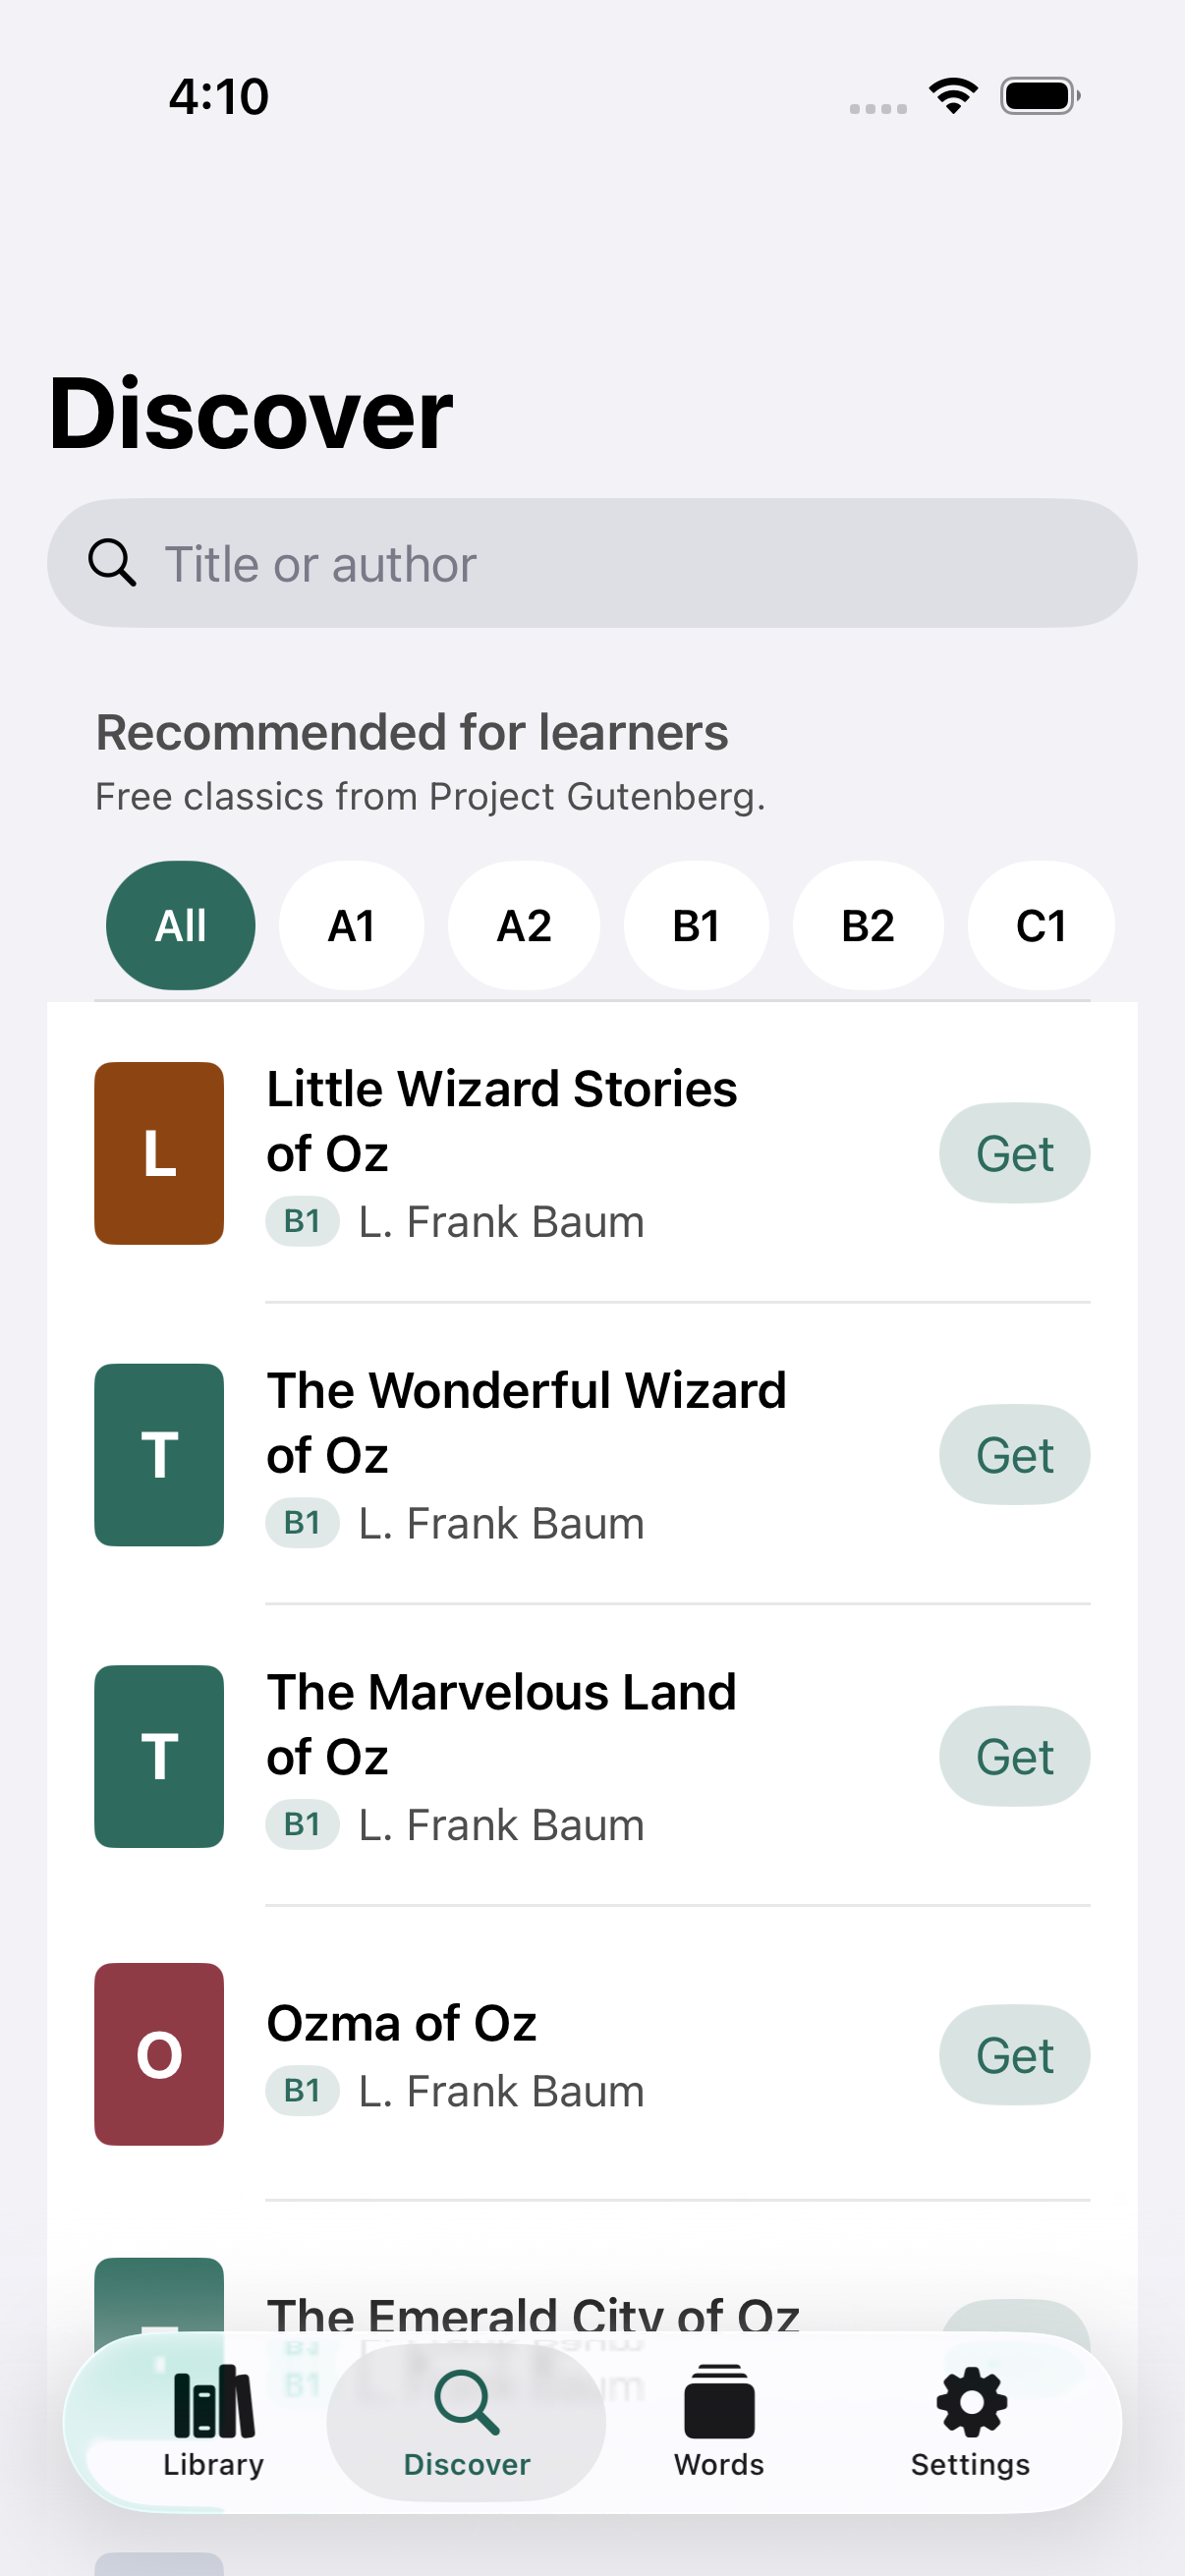 4:10
Discover
Title or author
Recommended for learners
Free classics from Project Gutenberg.
All A1 A2 B1 B2 C1
L
Little Wizard Stories
of Oz
B1 L. Frank Baum
Get
T
The Wonderful Wizard
of Oz
B1 L. Frank Baum
Get
T
The Marvelous Land
of Oz
B1 L. Frank Baum
Get
O
Ozma of Oz
B1 L. Frank Baum
Get
The Emerald City of Oz
B1 L. Frank Baum
Library Discover Words Settings